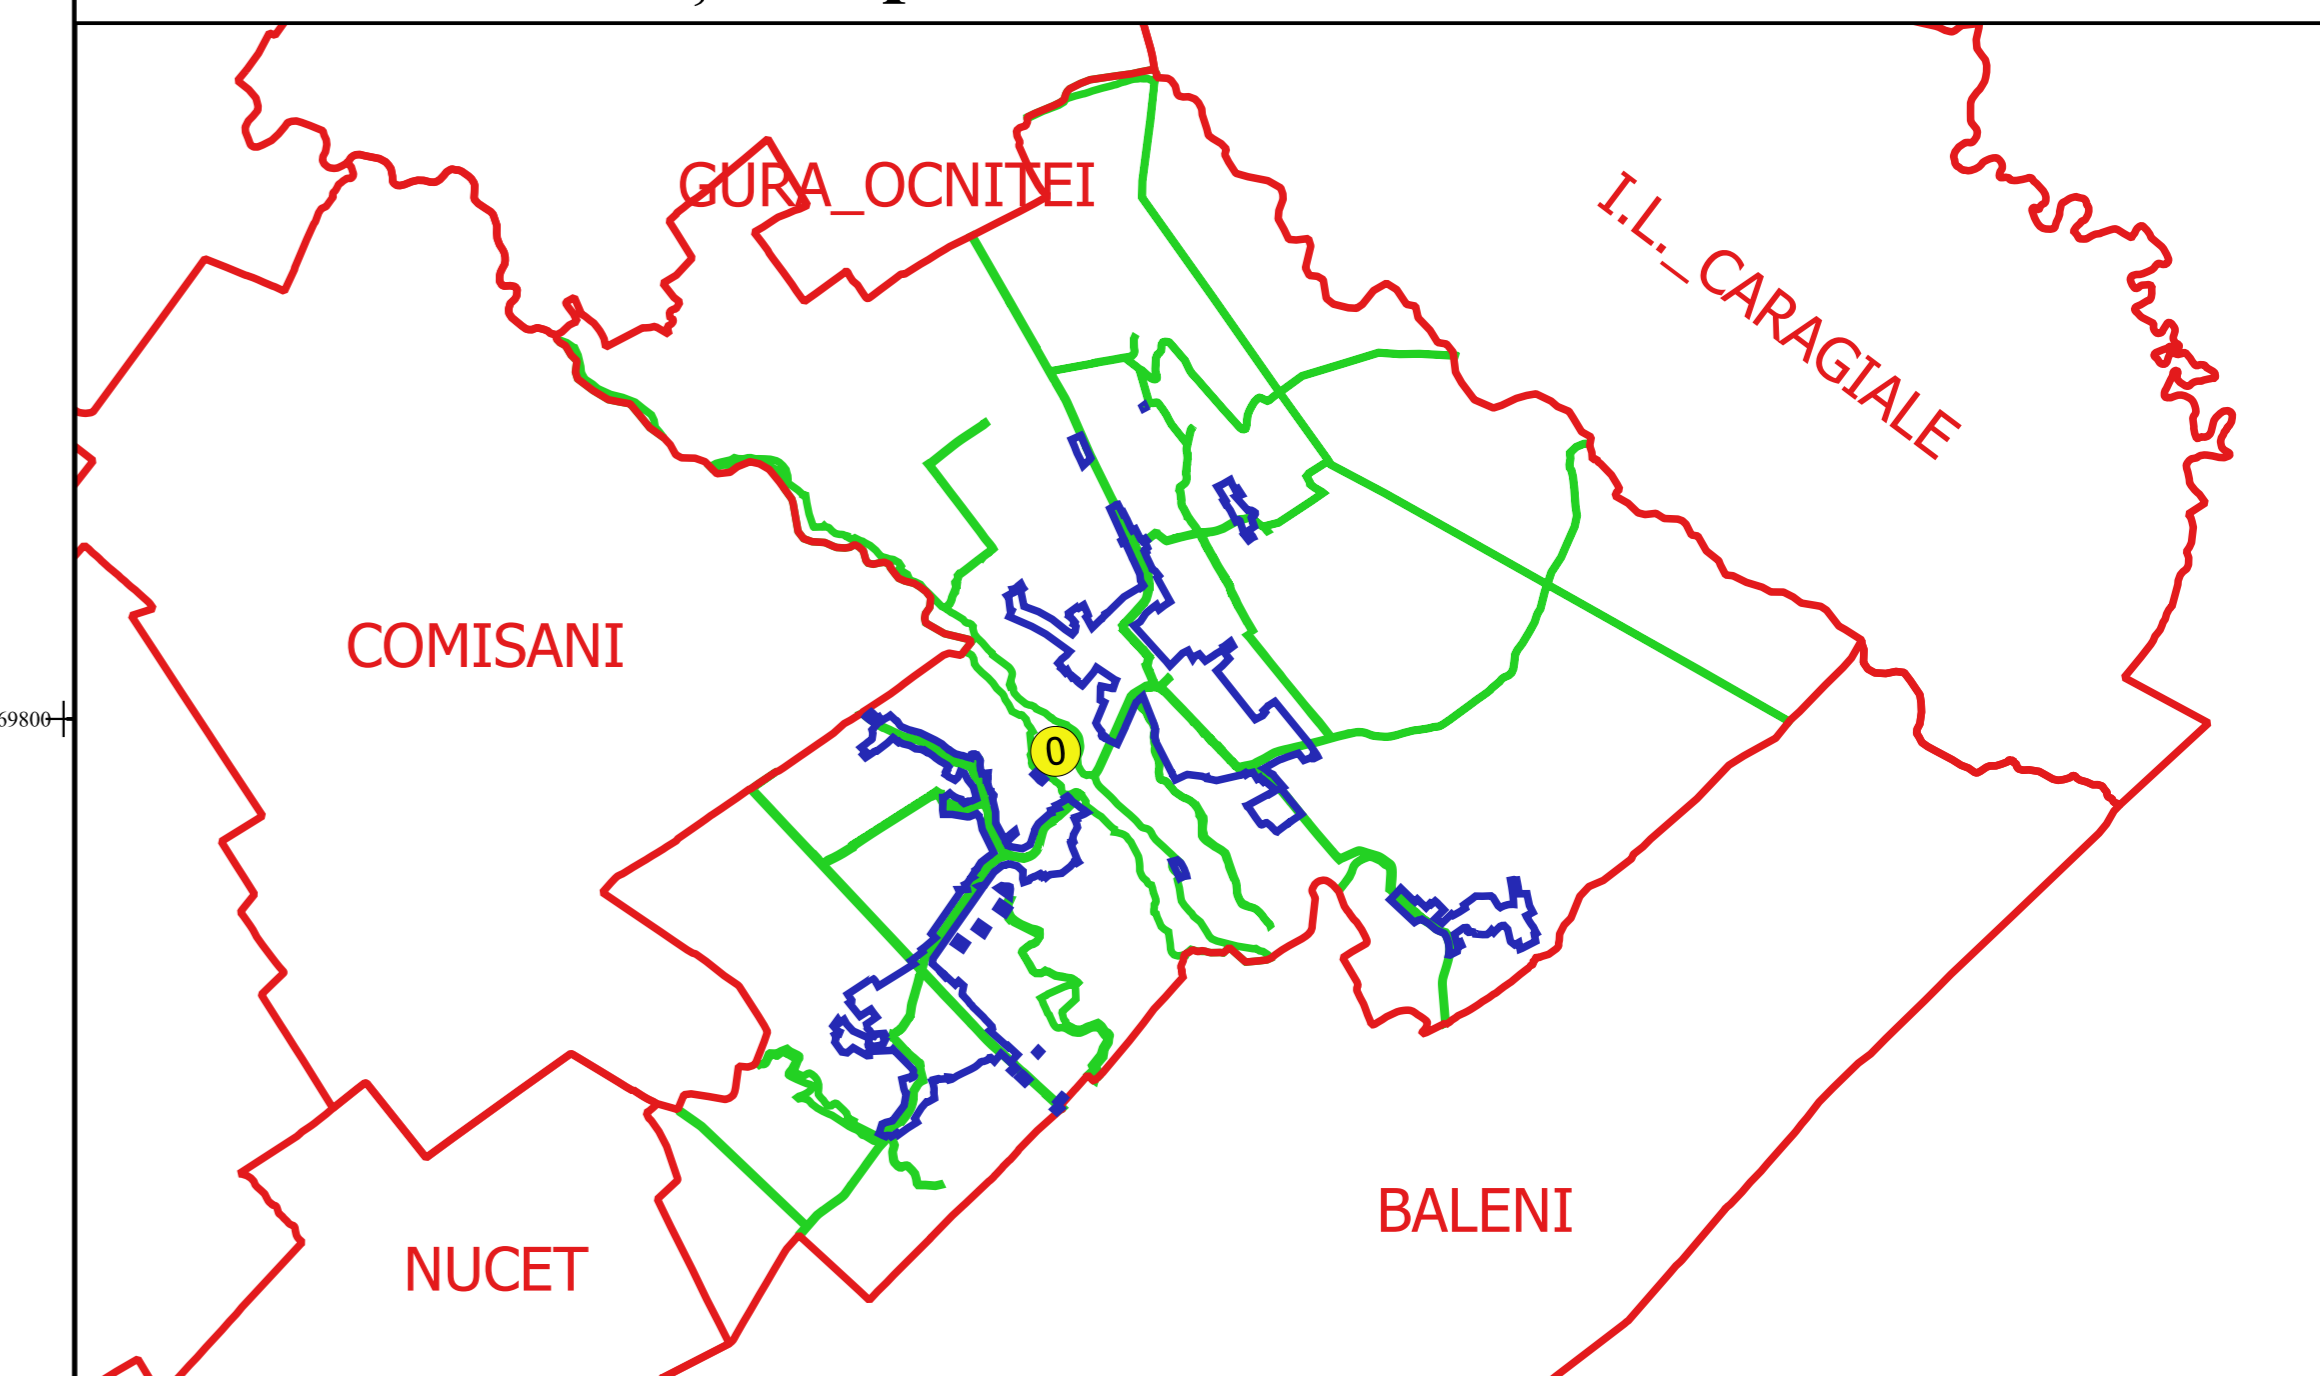 GURA_OCNITEI
I.L._CARAGIALE
COMISANI
69800
0
BALENI
NUCET